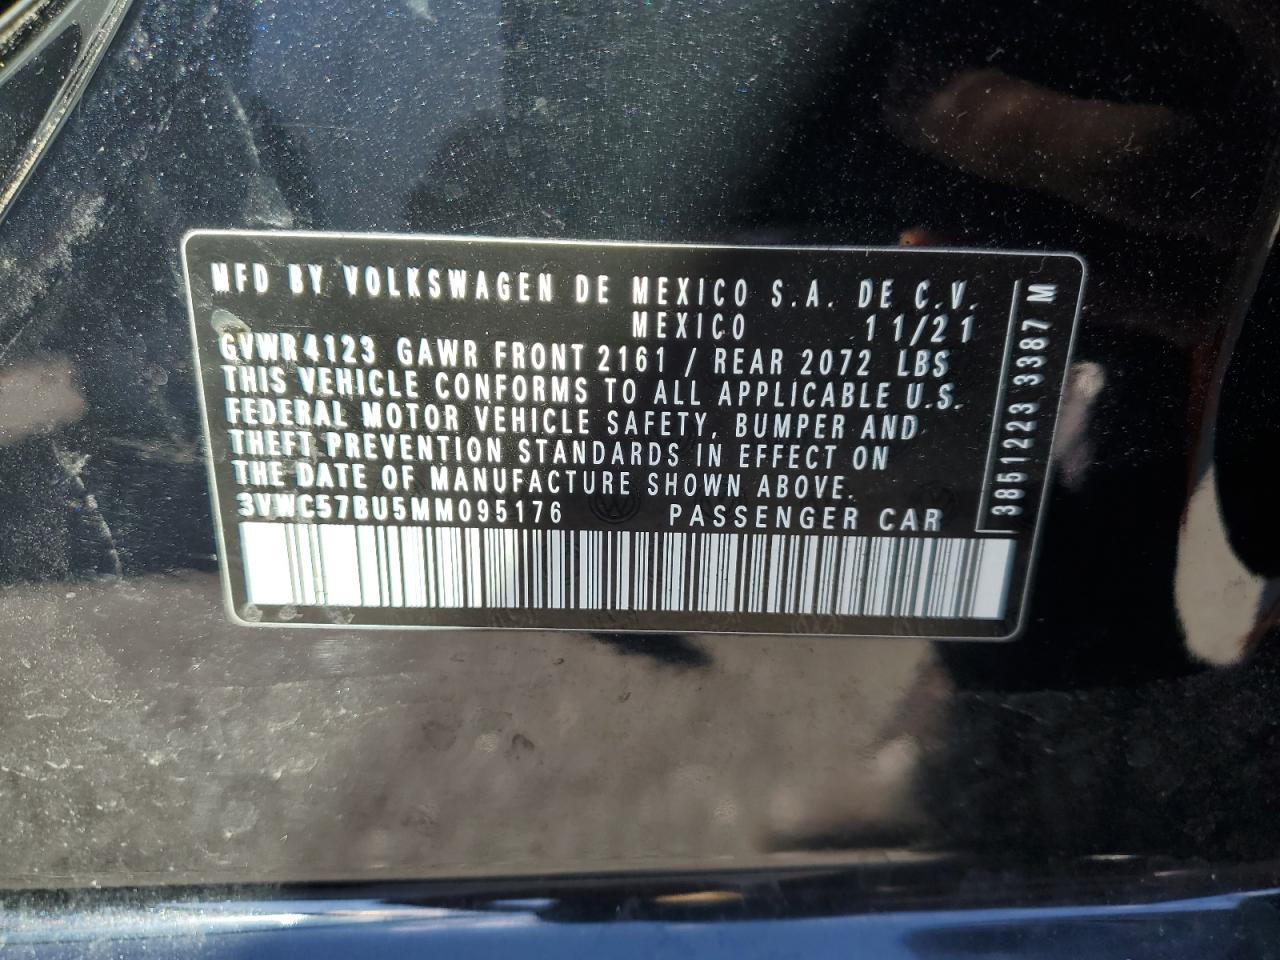 MFD BY VOLKSWAGEN DE MEXICO S.A. DE C.V.
MEXICO 11/21
GVWR 4123 GAWR FRONT 2161 / REAR 2072 LBS
THIS VEHICLE CONFORMS TO ALL APPLICABLE U.S.
FEDERAL MOTOR VEHICLE SAFETY, BUMPER AND
THEFT PREVENTION STANDARDS IN EFFECT ON
THE DATE OF MANUFACTURE SHOWN ABOVE.
3VWC57BU5MM095176 PASSENGER CAR
3851223 3387 M